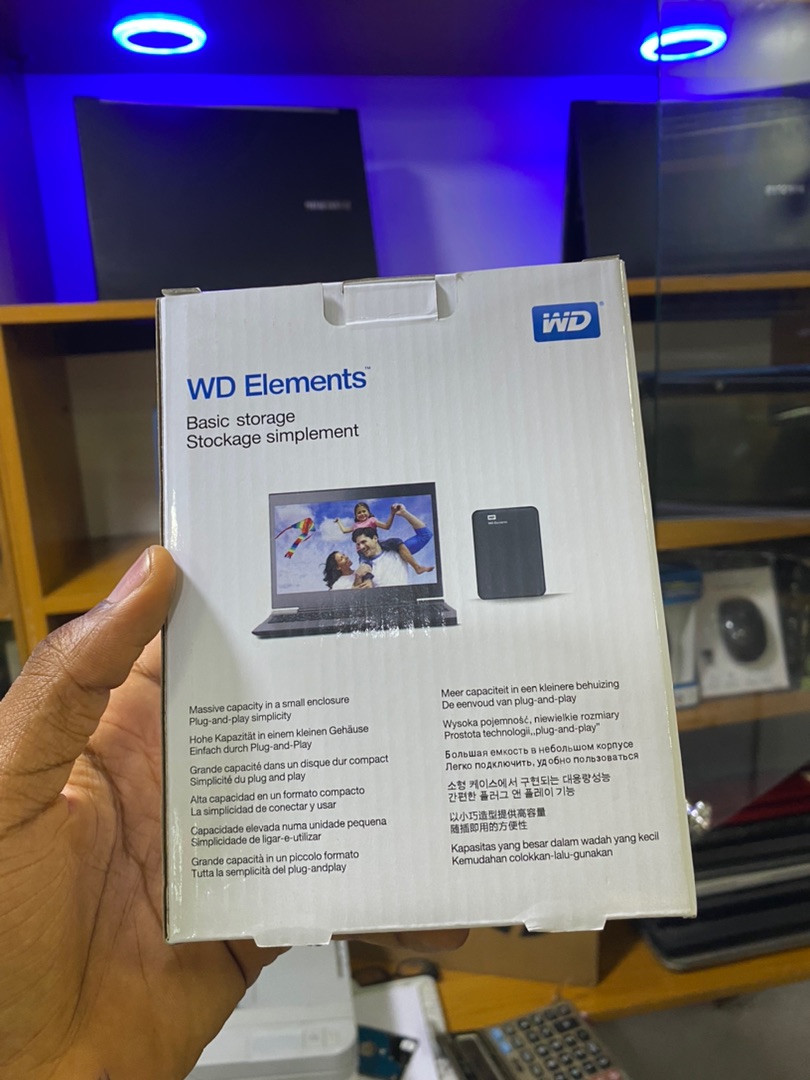 WD®
WD Elements™
Basic storage
Stockage simplement
WD
WD Elements
Massive capacity in a small enclosure
Plug-and-play simplicity
Hohe Kapazität in einem kleinen Gehäuse
Einfach durch Plug-and-Play
Grande capacité dans un disque dur compact
Simplicité du plug and play
Alta capacidad en un formato compacto
La simplicidad de conectar y usar
Capacidade elevada numa unidade pequena
Simplicidade de ligar-e-utilizar
Grande capacità in un piccolo formato
Tutta la semplicità del plug-andplay
Meer capaciteit in een kleinere behuizing
De eenvoud van plug-and-play
Wysoka pojemność, niewielkie rozmiary
Prostota technologii,,plug-and-play"
Большая емкость в небольшом корпусе
Легко подключить, удобно пользоваться
소형 케이스에서 구현되는 대용량성능
간편한 플러그 앤 플레이 기능
以小巧造型提供高容量
随插即用的方便性
Kapasitas yang besar dalam wadah yang kecil
Kemudahan colokkan-lalu-gunakan